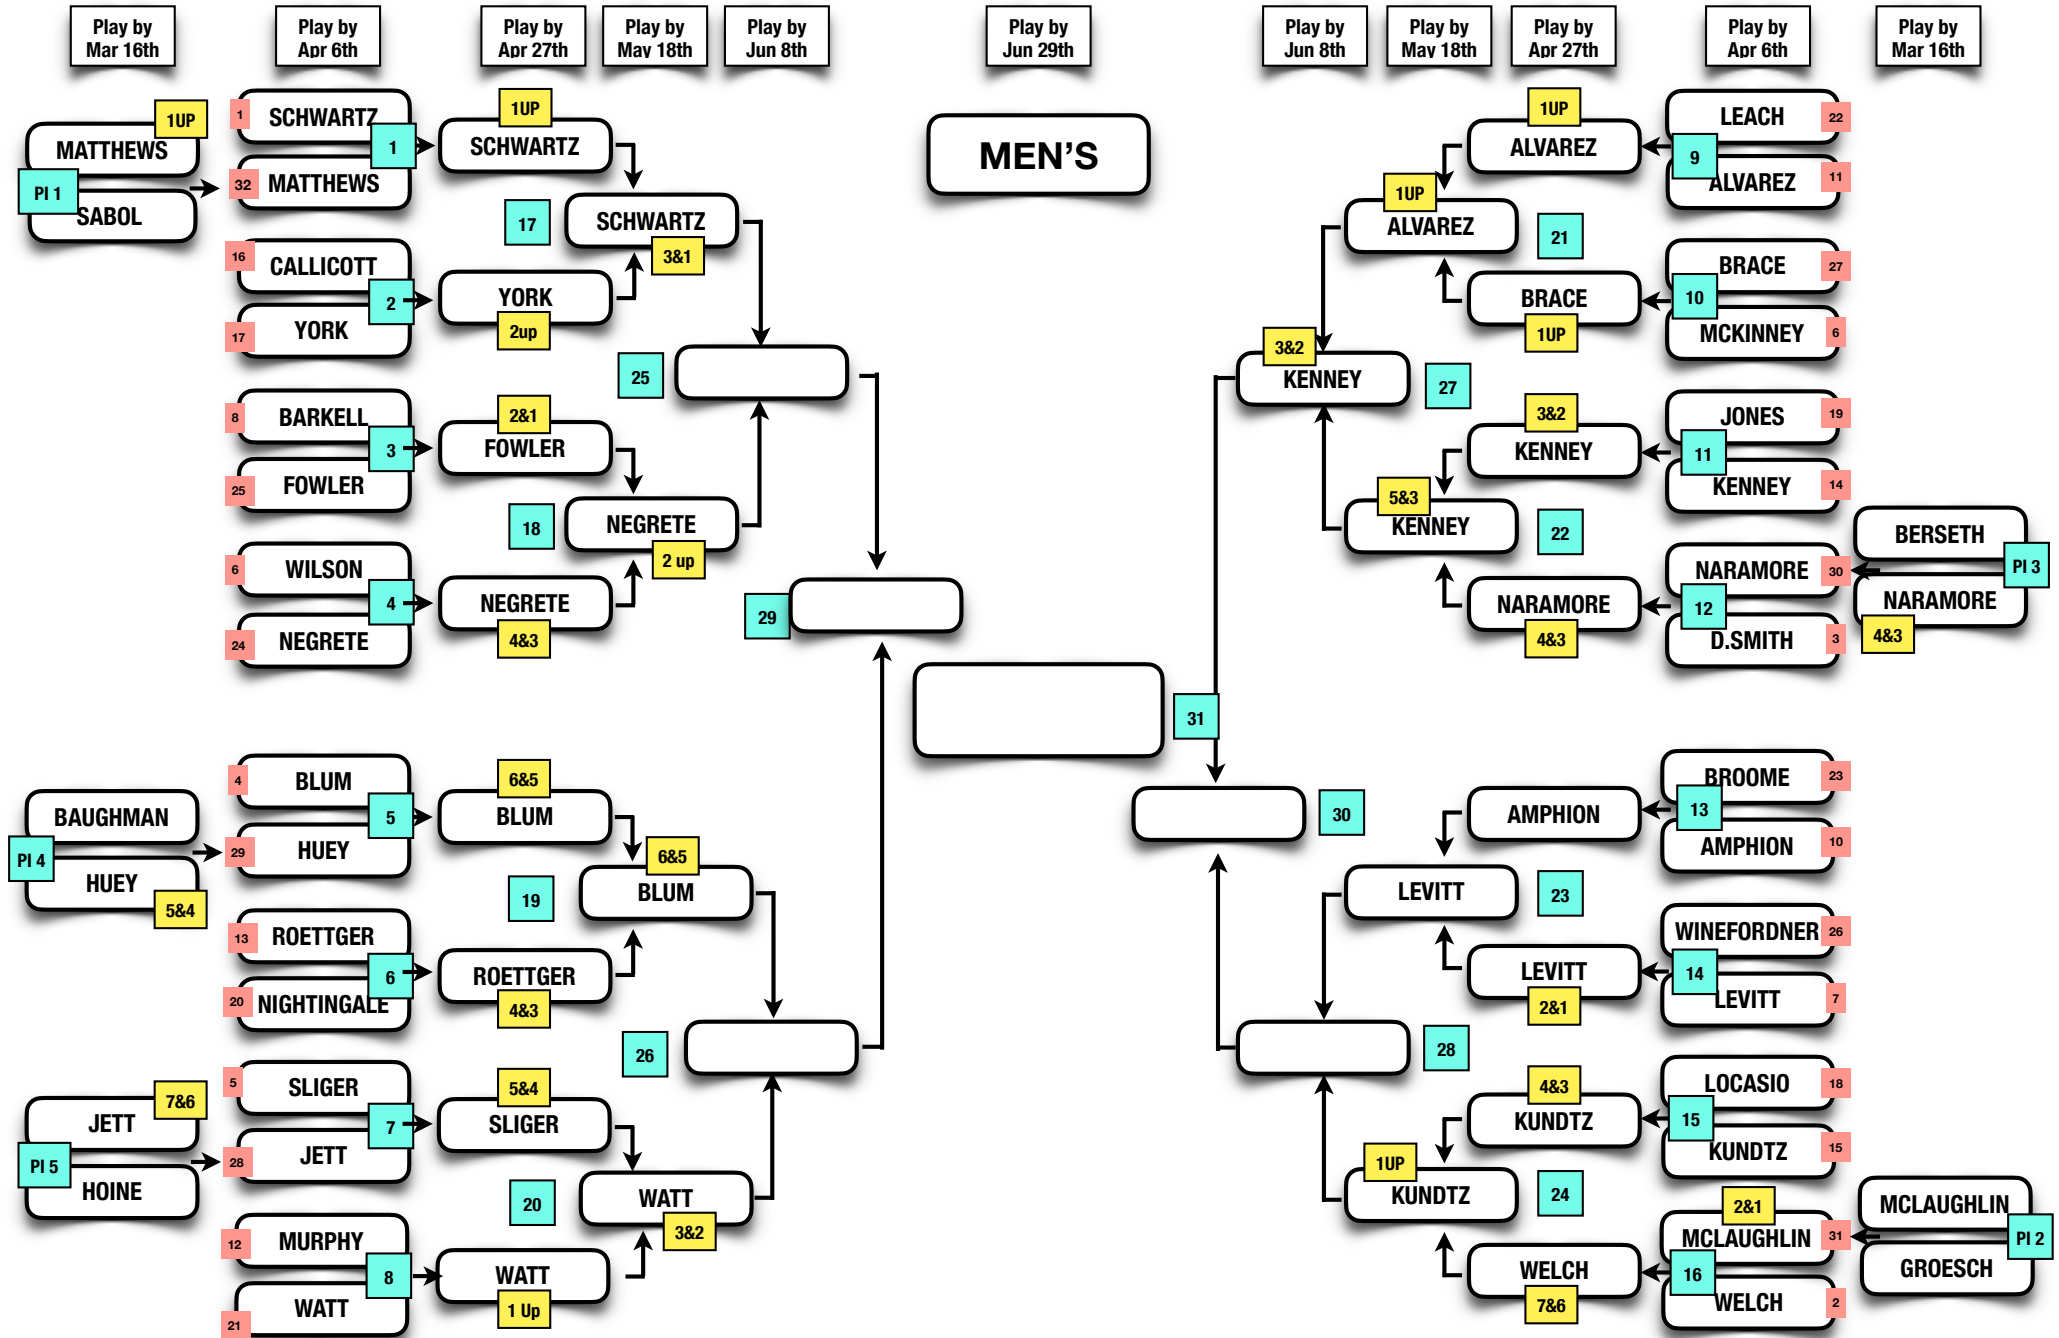 Play by
Mar 16th
Play by
Apr 6th
Play by
Apr 27th
Play by
May 18th
Play by
Jun 8th
Play by
Jun 29th
Play by
Jun 8th
Play by
May 18th
Play by
Apr 27th
Play by
Apr 6th
Play by
Mar 16th
MEN'S
1UP
MATTHEWS
PI 1
SABOL
1
SCHWARTZ
1
32
MATTHEWS
16
CALLICOTT
2
17
YORK
8
BARKELL
3
25
FOWLER
6
WILSON
4
24
NEGRETE
1UP
SCHWARTZ
YORK
2up
2&1
FOWLER
NEGRETE
4&3
17
SCHWARTZ
3&1
18
NEGRETE
2 up
25
29
BAUGHMAN
PI 4
HUEY
5&4
7&6
JETT
PI 5
HOINE
4
BLUM
5
29
HUEY
13
ROETTGER
6
20
NIGHTINGALE
5
SLIGER
7
28
JETT
12
MURPHY
8
21
WATT
6&5
BLUM
ROETTGER
4&3
5&4
SLIGER
WATT
1 Up
6&5
19
BLUM
20
WATT
3&2
26
31
30
3&2
KENNEY
27
28
1UP
ALVAREZ
21
5&3
KENNEY
22
LEVITT
23
1UP
KUNDTZ
24
1UP
ALVAREZ
BRACE
1UP
3&2
KENNEY
NARAMORE
4&3
AMPHION
LEVITT
2&1
4&3
KUNDTZ
WELCH
7&6
LEACH
22
9
ALVAREZ
11
BRACE
27
10
MCKINNEY
6
JONES
19
11
KENNEY
14
NARAMORE
30
12
D.SMITH
3
BROOME
23
13
AMPHION
10
WINEFORDNER
26
14
LEVITT
7
LOCASIO
18
15
KUNDTZ
15
2&1
MCLAUGHLIN
31
16
WELCH
2
BERSETH
PI 3
NARAMORE
4&3
MCLAUGHLIN
PI 2
GROESCH